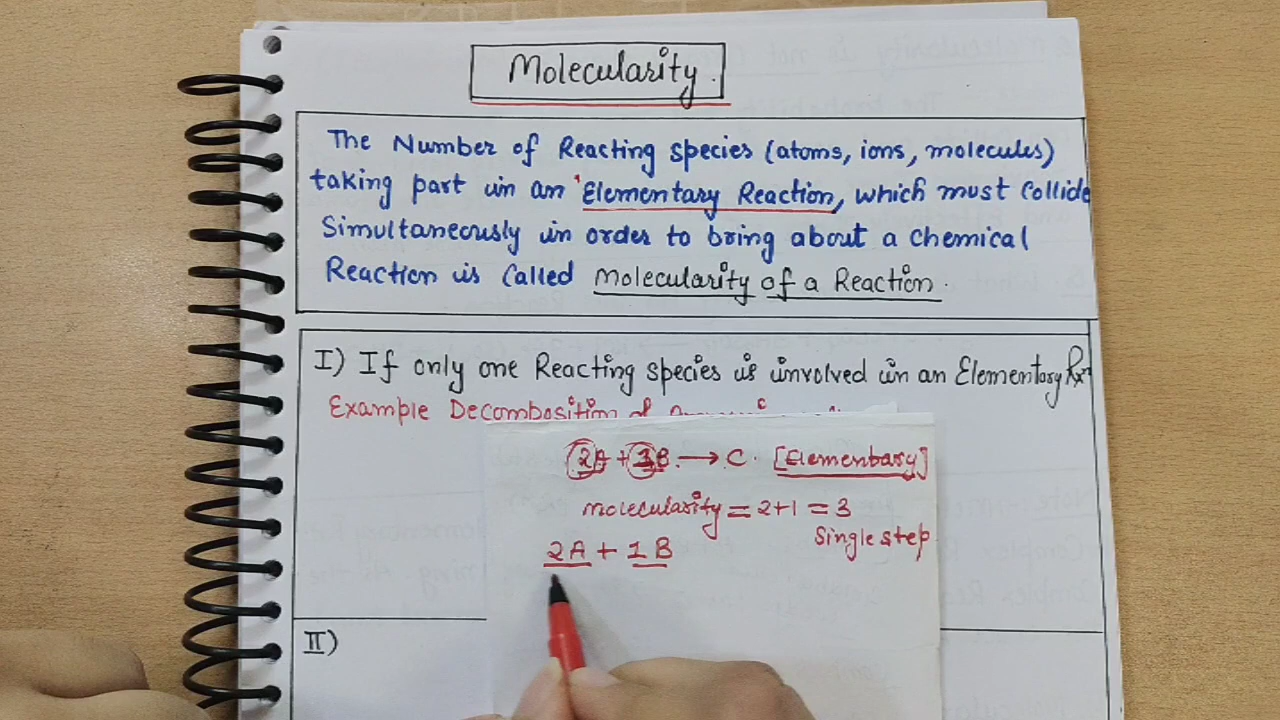 Molecularity.
The Number of Reacting species (atoms, ions, molecules)
taking part in an Elementary Reaction, which must collide
Simultaneously in order to bring about a chemical
Reaction is called molecularity of a Reaction.
I) If only one Reacting species is involved in an Elementary Rxn
Example Decomposition of
2A + 1B → C [Elementary]
molecularity = 2+1 = 3
Single step
2A + 1B
II)